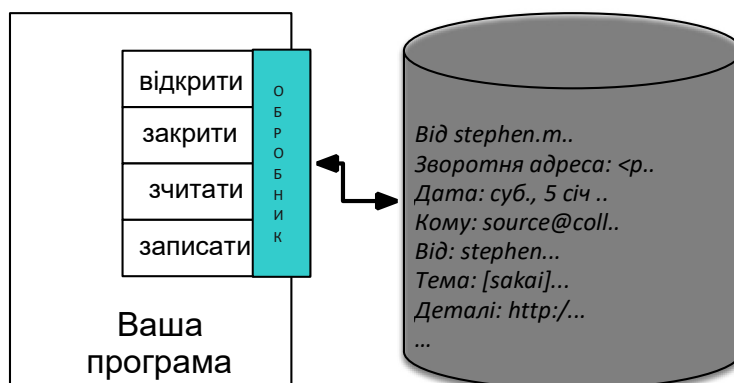 відкрити
закрити
зчитати
записати
ОБРОБНИК
Ваша
програма
Від stephen.m..
Зворотня адреса: <p..
Дата: суб., 5 січ ..
Кому: source@coll..
Від: stephen...
Тема: [sakai]...
Деталі: http:/...
...